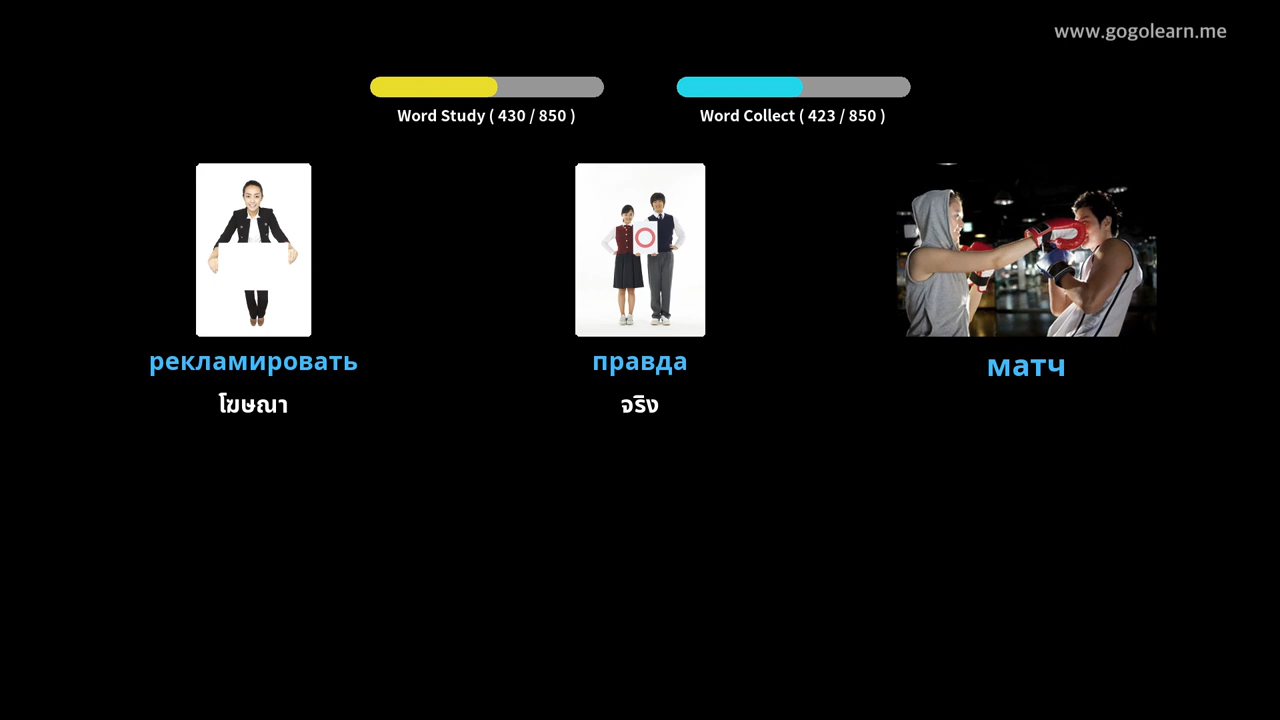 www.gogolearn.me
Word Study ( 430 / 850 )
Word Collect ( 423 / 850 )
рекламировать
правда
матч
โฆษณา
จริง